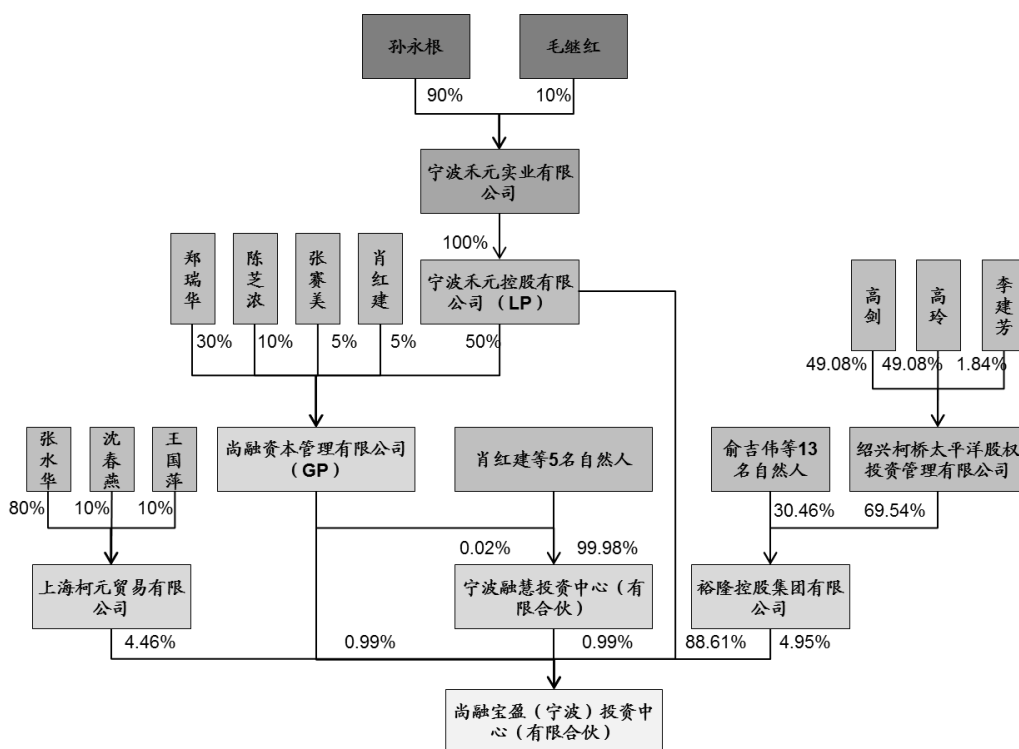 孙永根
毛继红
90%
10%
宁波禾元实业有限
公司
100%
郑瑞华
陈芝浓
张赛美
肖红建
宁波禾元控股有限
公司（LP）
高剑
高玲
李建芳
30%
10%
5%
5%
50%
49.08%
49.08%
1.84%
张水华
沈春燕
王国萍
尚融资本管理有限公司
（GP）
肖红建等5名自然人
俞吉伟等13
名自然人
绍兴柯桥太平洋股权
投资管理有限公司
80%
10%
10%
30.46%
69.54%
0.02%
99.98%
上海柯元贸易有限
公司
宁波融慧投资中心（有
限合伙）
裕隆控股集团有限
公司
4.46%
0.99%
0.99%
88.61%
4.95%
尚融宝盈（宁波）投资中
心（有限合伙）